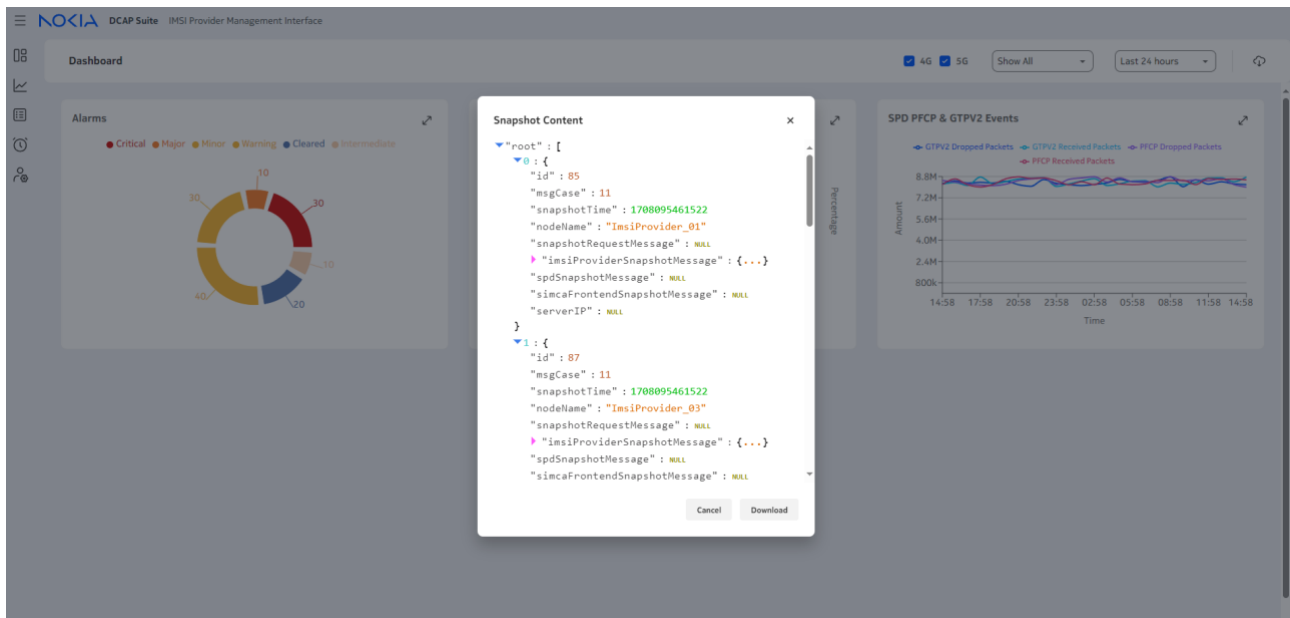 NOKIA DCAP Suite IMSI Provider Management Interface
Dashboard 4G 5G Show All Last 24 hours
Alarms
Critical Major Minor Warning Cleared Intermediate
10
30
30
10
40
20
Snapshot Content ×
"root" : [
0 : {
"id" : 85
"msgCase" : 11
"snapshotTime" : 1708095461522
"nodeName" : "ImsiProvider_01"
"snapshotRequestMessage" : NULL
"imsiProviderSnapshotMessage" : {...}
"spdSnapshotMessage" : NULL
"simcaFrontendSnapshotMessage" : NULL
"serverIP" : NULL
}
1 : {
"id" : 87
"msgCase" : 11
"snapshotTime" : 1708095461522
"nodeName" : "ImsiProvider_03"
"snapshotRequestMessage" : NULL
"imsiProviderSnapshotMessage" : {...}
"spdSnapshotMessage" : NULL
"simcaFrontendSnapshotMessage" : NULL
Cancel Download
Percentage
SPD PFCP & GTPV2 Events
GTPV2 Dropped Packets GTPV2 Received Packets PFCP Dropped Packets
PFCP Received Packets
Amount
8.8M
7.2M
5.6M
4.0M
2.4M
800k
14:58 17:58 20:58 23:58 02:58 05:58 08:58 11:58 14:58
Time